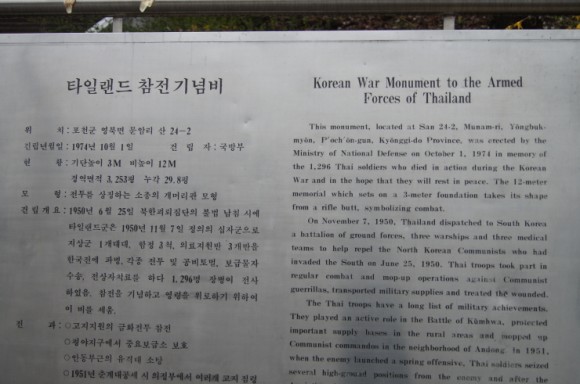 타일랜드 참전기념비
위 치 : 포천군 영북면 문암리 산 24-2
건립년월일 : 1974년 10월 1일 건 립 자 : 국방부
현 황 : 기단높이 3M 비높이 12M
경역면적 3,253평 누각 29.8평
모 형 : 전투를 상징하는 소총의 개머리판 모형
건립개요 : 1950년 6월 25일 북한괴뢰집단의 불법 남침 시에
타일랜드군은 1950년 11월 7일 정의의 십자군으로
지상군 1개대대, 함정 3척, 의료지원반 3개반을
한국전에 파병, 각종 전투 및 공비토벌, 보급물자
수송, 전상자치료를 하다 1,296명 장병이 전사
하였음. 참전을 기념하고 영령을 위로하기 위하여
이 비를 세움.
전 과 : ○고지지원의 금화전투 참전
○평야지구에서 중요보급소 보호
○안동부근의 유격대 소탕
○1951년 춘계대공세 시 의정부에서 여러개 고지 점령
Korean War Monument to the Armed
Forces of Thailand
This monument, located at San 24-2, Munam-ri, Yŏngbuk-
myŏn, P'och'ŏn-gun, Kyŏnggi-do Province, was erected by the
Ministry of National Defense on October 1, 1974 in memory of
the 1,296 Thai soldiers who died in action during the Korean
War and in the hope that they will rest in peace. The 12-meter
memorial which sets on a 3-meter foundation takes its shape
from a rifle butt, symbolizing combat.
On November 7, 1950, Thailand dispatched to South Korea
a battalion of ground forces, three warships and three medical
teams to help repel the North Korean Communists who had
invaded the South on June 25, 1950. Thai troops took part in
regular combat and mop-up operations against Communist
guerrillas, transported military supplies and treated the wounded.
The Thai troops have a long list of military achievements.
They played an active role in the Battle of Kŭmhwa, protected
important supply bases in the rural areas and mopped up
Communist commandos in the neighborhood of Andong. In 1951,
when the enemy launched a spring offensive, Thai soldiers seized
several high-ground positions from the enemy and after the